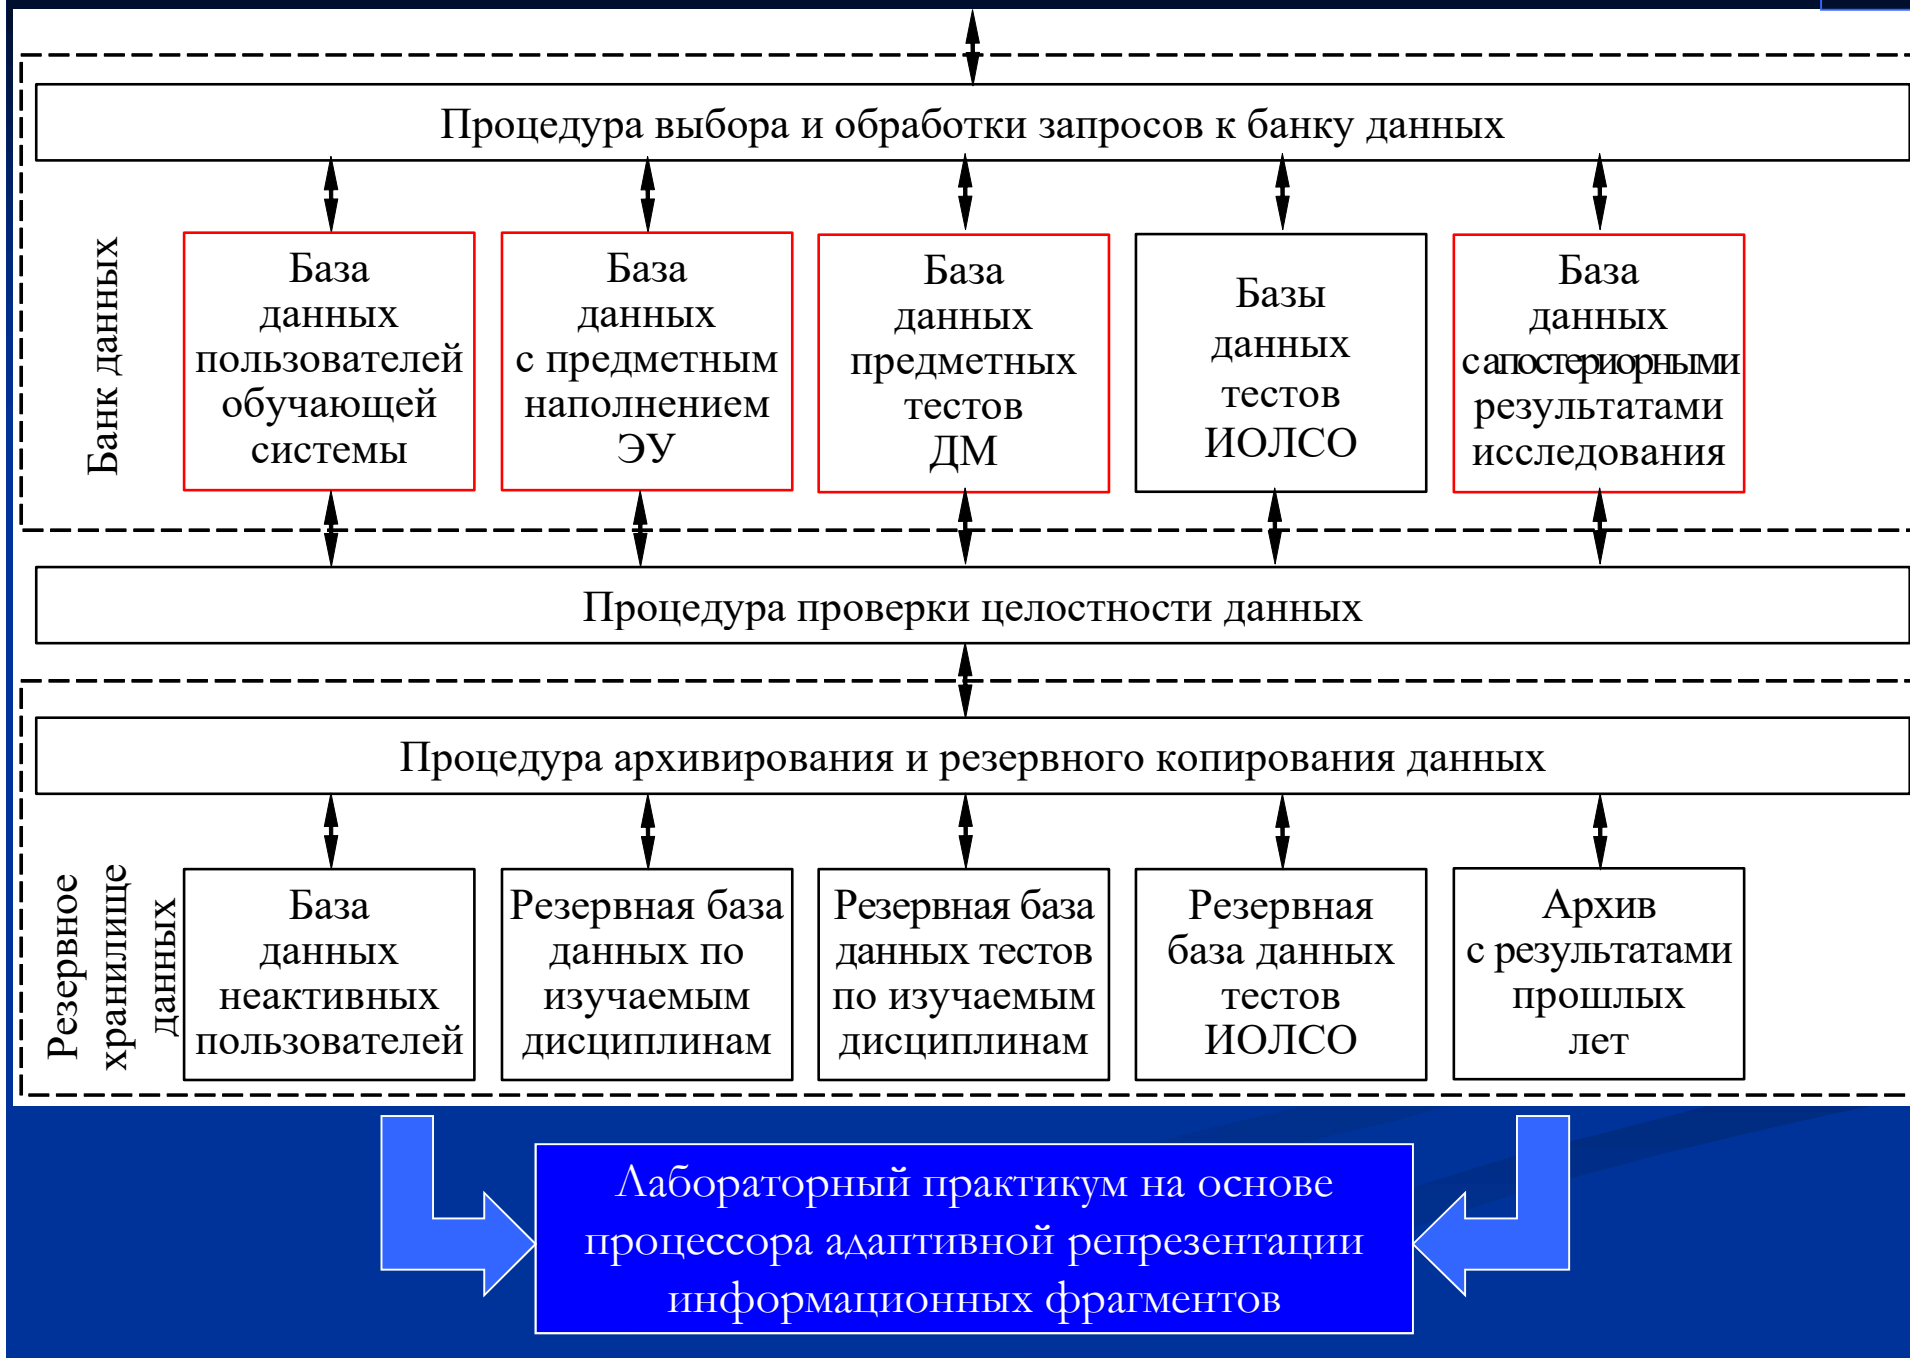 Процедура выбора и обработки запросов к банку данных
Банк данных
База
данных
пользователей
обучающей
системы
База
данных
с предметным
наполнением
ЭУ
База
данных
предметных
тестов
ДМ
Базы
данных
тестов
ИОЛСО
База
данных
с апостериорными
результатами
исследования
Процедура проверки целостности данных
Процедура архивирования и резервного копирования данных
Резервное
хранилище
данных
База
данных
неактивных
пользователей
Резервная база
данных по
изучаемым
дисциплинам
Резервная база
данных тестов
по изучаемым
дисциплинам
Резервная
база данных
тестов
ИОЛСО
Архив
с результатами
прошлых
лет
Лабораторный практикум на основе
процессора адаптивной репрезентации
информационных фрагментов